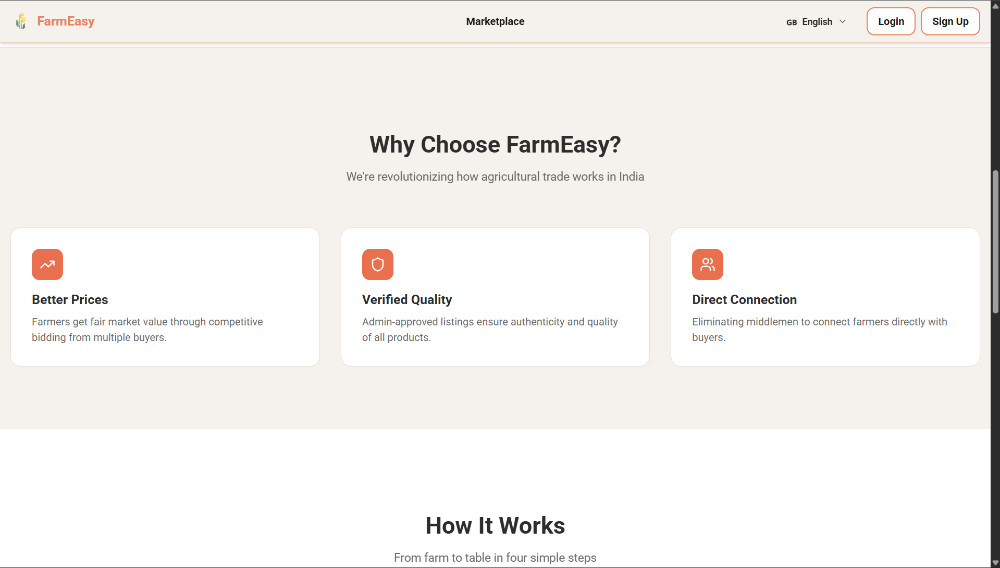 FarmEasy
Marketplace
GB English
Login
Sign Up
Why Choose FarmEasy?
We're revolutionizing how agricultural trade works in India
Better Prices
Farmers get fair market value through competitive
bidding from multiple buyers.
Verified Quality
Admin-approved listings ensure authenticity and quality
of all products.
Direct Connection
Eliminating middlemen to connect farmers directly with
buyers.
How It Works
From farm to table in four simple steps